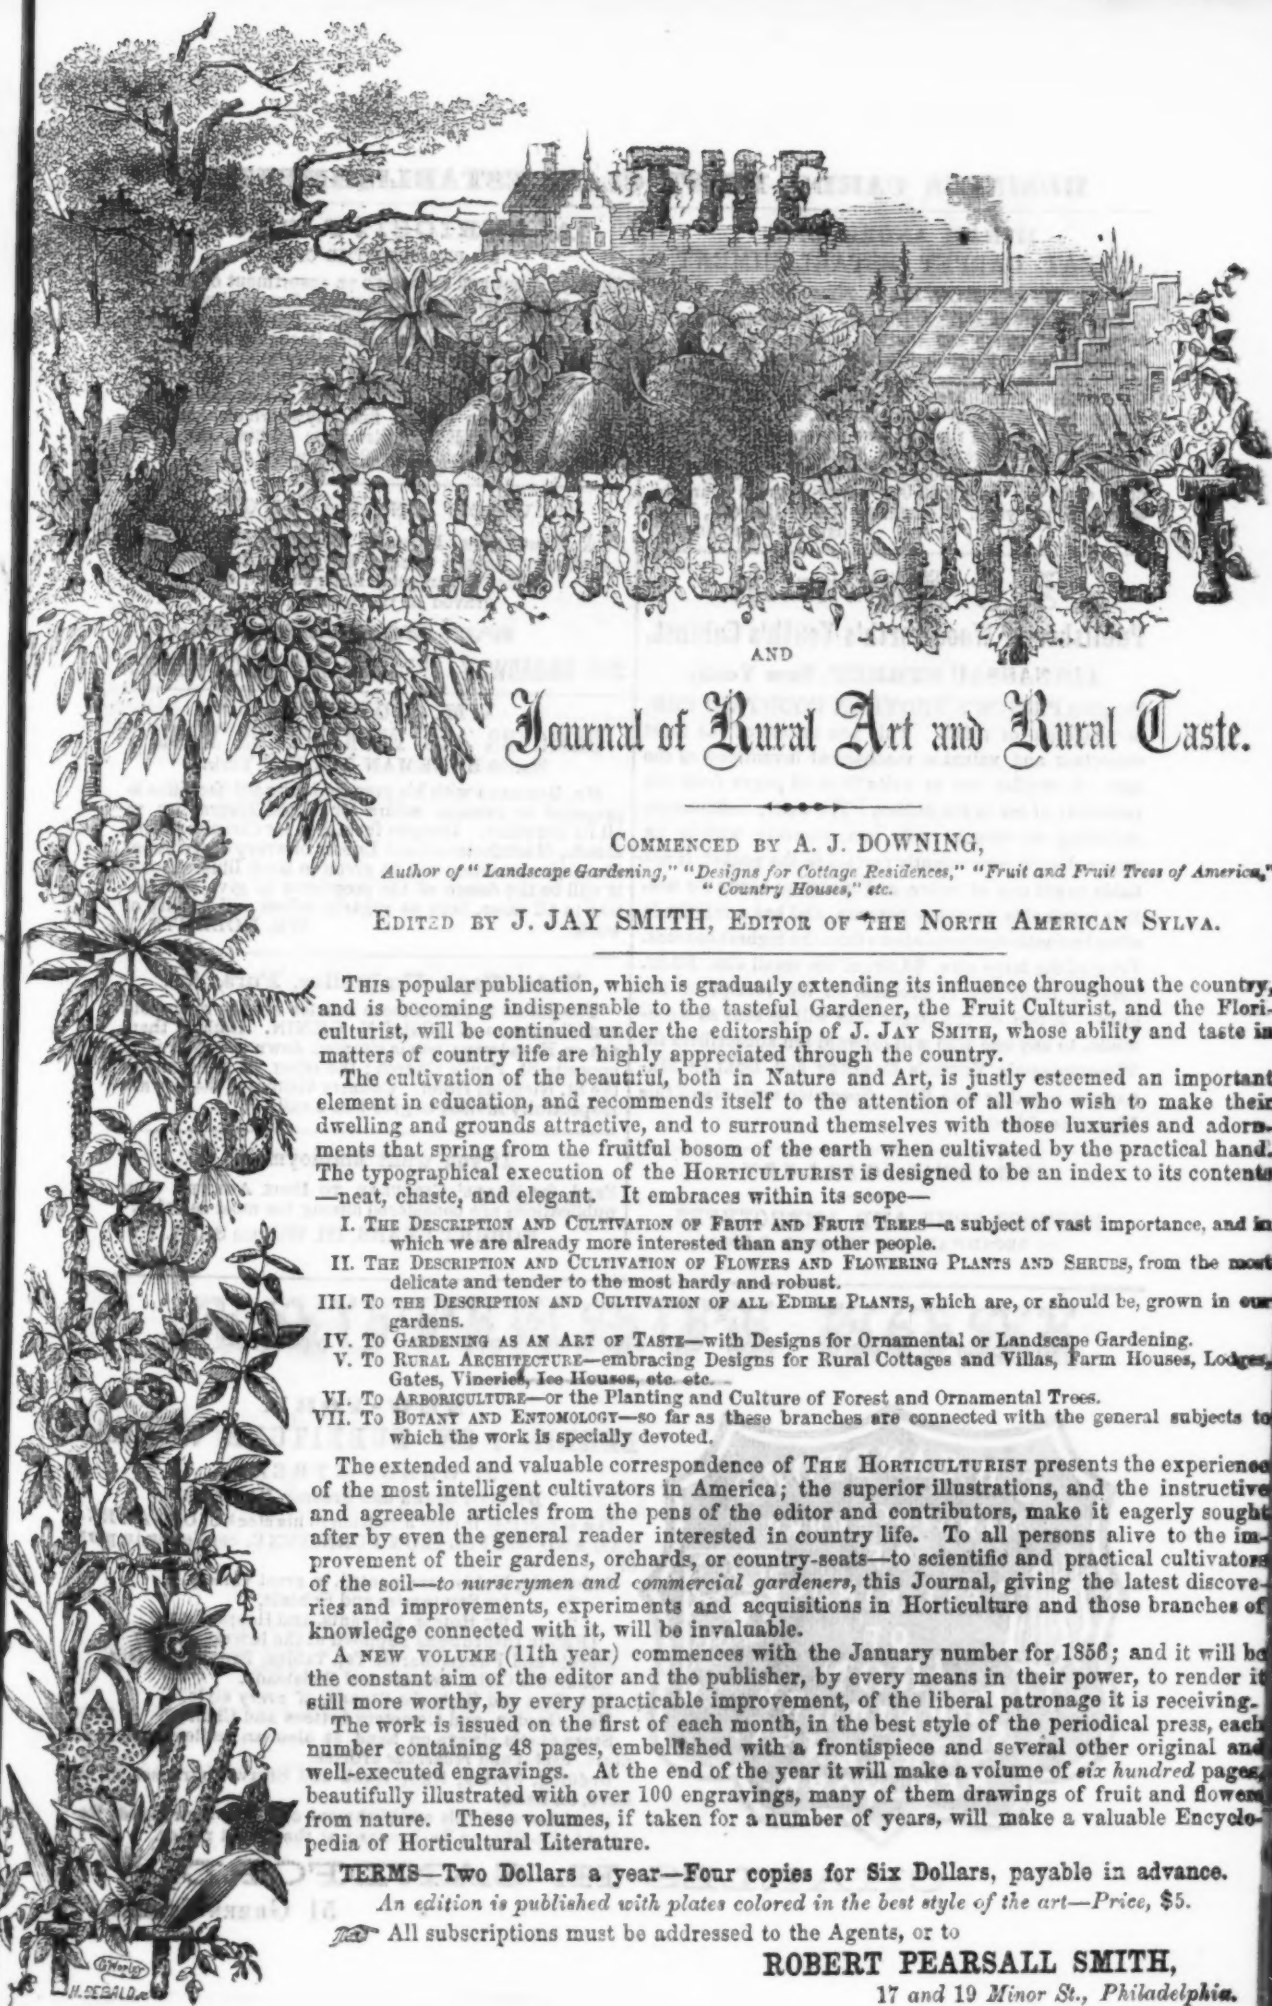 THE
HORTICULTURIST
AND
Journal of Rural Art and Rural Taste.
COMMENCED BY A. J. DOWNING,
Author of "Landscape Gardening," "Designs for Cottage Residences," "Fruit and Fruit Trees of America,"
"Country Houses," etc.
EDITED BY J. JAY SMITH, EDITOR OF THE NORTH AMERICAN SYLVA.
THIS popular publication, which is gradually extending its influence throughout the country,
and is becoming indispensable to the tasteful Gardener, the Fruit Culturist, and the Flori-
culturist, will be continued under the editorship of J. JAY SMITH, whose ability and taste in
matters of country life are highly appreciated through the country.
The cultivation of the beautiful, both in Nature and Art, is justly esteemed an important
element in education, and recommends itself to the attention of all who wish to make their
dwelling and grounds attractive, and to surround themselves with those luxuries and adorn-
ments that spring from the fruitful bosom of the earth when cultivated by the practical hand.
The typographical execution of the HORTICULTURIST is designed to be an index to its contents
—neat, chaste, and elegant. It embraces within its scope—
I. THE DESCRIPTION AND CULTIVATION OF FRUIT AND FRUIT TREES—a subject of vast importance, and in
which we are already more interested than any other people.
II. THE DESCRIPTION AND CULTIVATION OF FLOWERS AND FLOWERING PLANTS AND SHRUBS, from the most
delicate and tender to the most hardy and robust.
III. TO THE DESCRIPTION AND CULTIVATION OF ALL EDIBLE PLANTS, which are, or should be, grown in our
gardens.
IV. TO GARDENING AS AN ART OF TASTE—with Designs for Ornamental or Landscape Gardening.
V. TO RURAL ARCHITECTURE—embracing Designs for Rural Cottages and Villas, Farm Houses, Lodges,
Gates, Vineries, Ice Houses, etc. etc.
VI. TO ARBORICULTURE—or the Planting and Culture of Forest and Ornamental Trees.
VII. TO BOTANY AND ENTOMOLOGY—so far as these branches are connected with the general subjects to
which the work is specially devoted.
The extended and valuable correspondence of THE HORTICULTURIST presents the experience
of the most intelligent cultivators in America; the superior illustrations, and the instructive
and agreeable articles from the pens of the editor and contributors, make it eagerly sought
after by even the general reader interested in country life. To all persons alive to the im-
provement of their gardens, orchards, or country-seats—to scientific and practical cultivators
of the soil—to nurserymen and commercial gardeners, this Journal, giving the latest discove-
ries and improvements, experiments and acquisitions in Horticulture and those branches of
knowledge connected with it, will be invaluable.
A NEW VOLUME (11th year) commences with the January number for 1856; and it will be
the constant aim of the editor and the publisher, by every means in their power, to render it
still more worthy, by every practicable improvement, of the liberal patronage it is receiving.
The work is issued on the first of each month, in the best style of the periodical press, each
number containing 48 pages, embellished with a frontispiece and several other original and
well-executed engravings. At the end of the year it will make a volume of six hundred pages,
beautifully illustrated with over 100 engravings, many of them drawings of fruit and flowers
from nature. These volumes, if taken for a number of years, will make a valuable Encyclo-
pedia of Horticultural Literature.
TERMS—Two Dollars a year—Four copies for Six Dollars, payable in advance.
An edition is published with plates colored in the best style of the art—Price, $5.
All subscriptions must be addressed to the Agents, or to
ROBERT PEARSALL SMITH,
17 and 19 Minor St., Philadelphia.
H. SEBALD